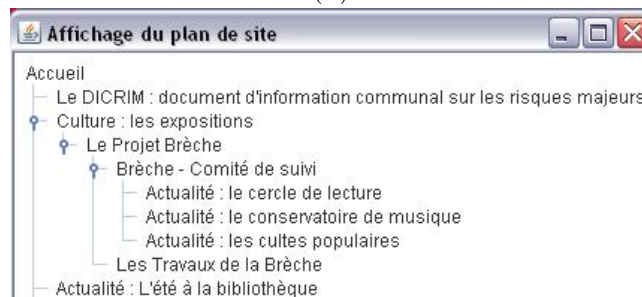 Affichage du plan de site
Accueil
Le DICRIM : document d'information communal sur les risques majeurs
Culture : les expositions
Le Projet Brèche
Brèche - Comité de suivi
Actualité : le cercle de lecture
Actualité : le conservatoire de musique
Actualité : les cultes populaires
Les Travaux de la Brèche
Actualité : L'été à la bibliothèque